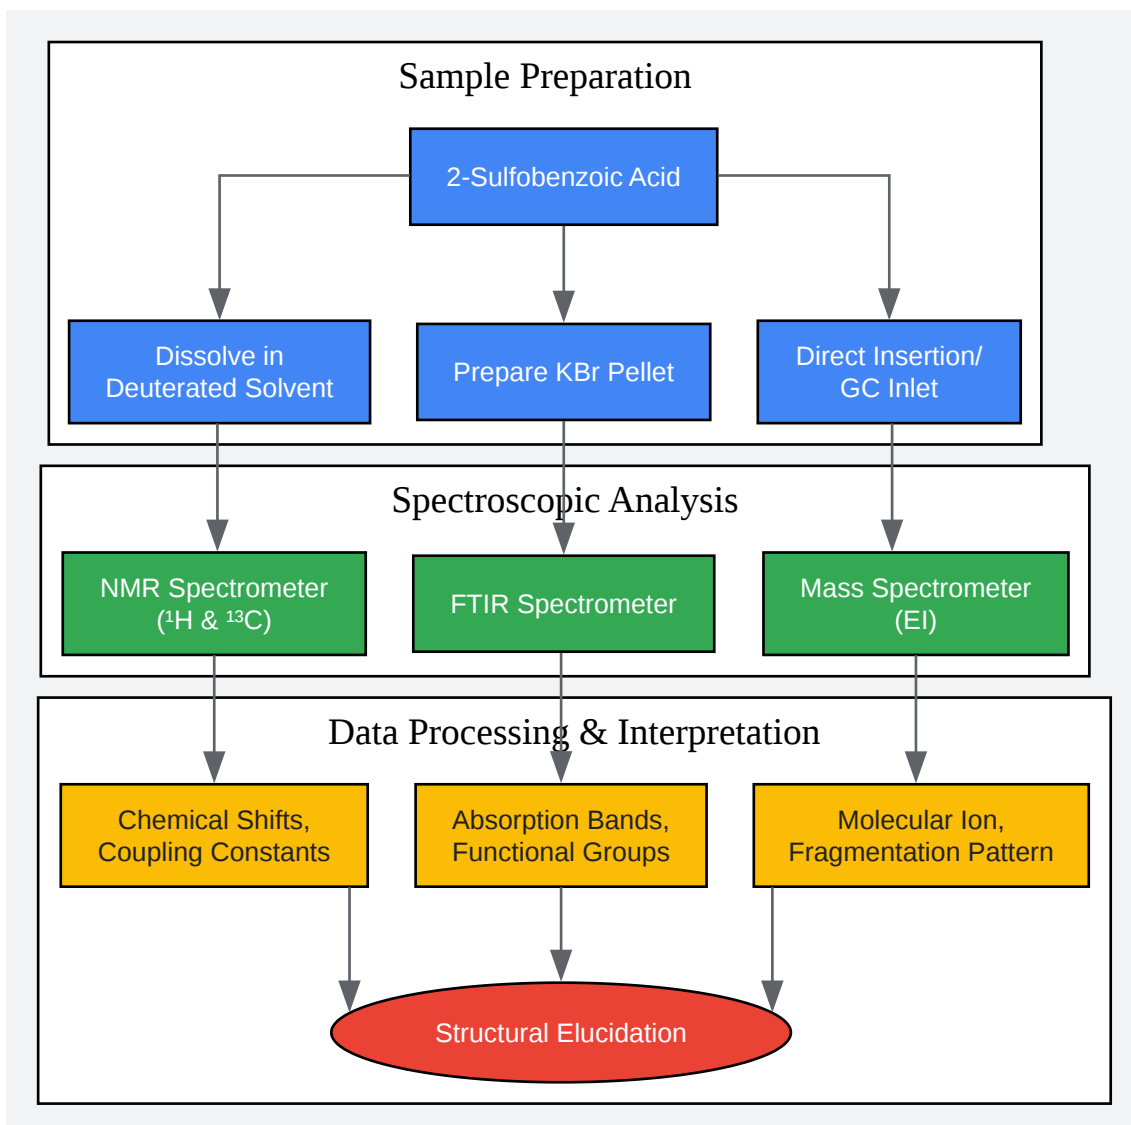 Sample Preparation
2-Sulfobenzoic Acid
Dissolve in
Deuterated Solvent
Prepare KBr Pellet
Direct Insertion/
GC Inlet
Spectroscopic Analysis
NMR Spectrometer
(¹H & ¹³C)
FTIR Spectrometer
Mass Spectrometer
(EI)
Data Processing & Interpretation
Chemical Shifts,
Coupling Constants
Absorption Bands,
Functional Groups
Molecular Ion,
Fragmentation Pattern
Structural Elucidation